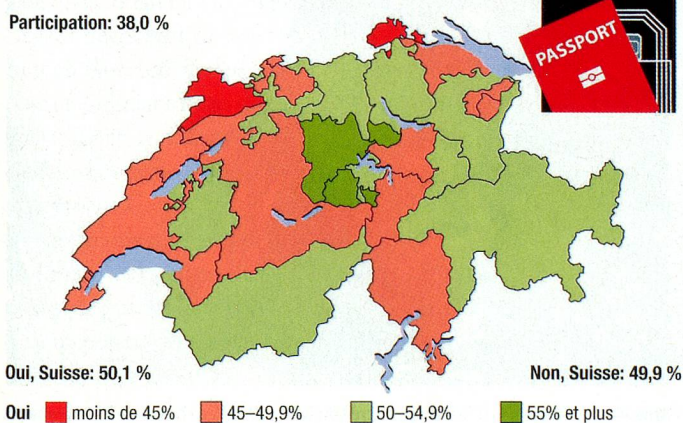 Participation: 38,0 %
PASSPORT
Oui, Suisse: 50,1 %
Non, Suisse: 49,9 %
Oui moins de 45% 45–49,9% 50–54,9% 55% et plus